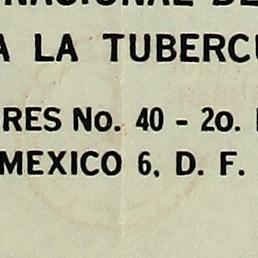 NACIONAL DE
A LA TUBERCU
RES No. 40 - 2o.
MEXICO 6, D. F.